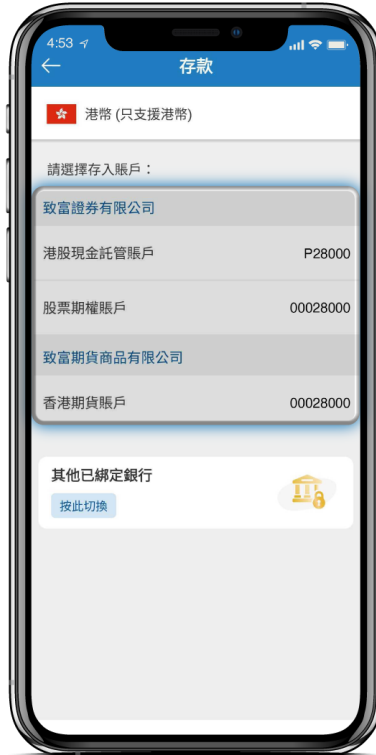 4:53
存款
港幣 (只支援港幣)
請選擇存入賬戶：
致富證券有限公司
港股現金託管賬戶 P28000
股票期權賬戶 00028000
致富期貨商品有限公司
香港期貨賬戶 00028000
其他已綁定銀行
按此切換